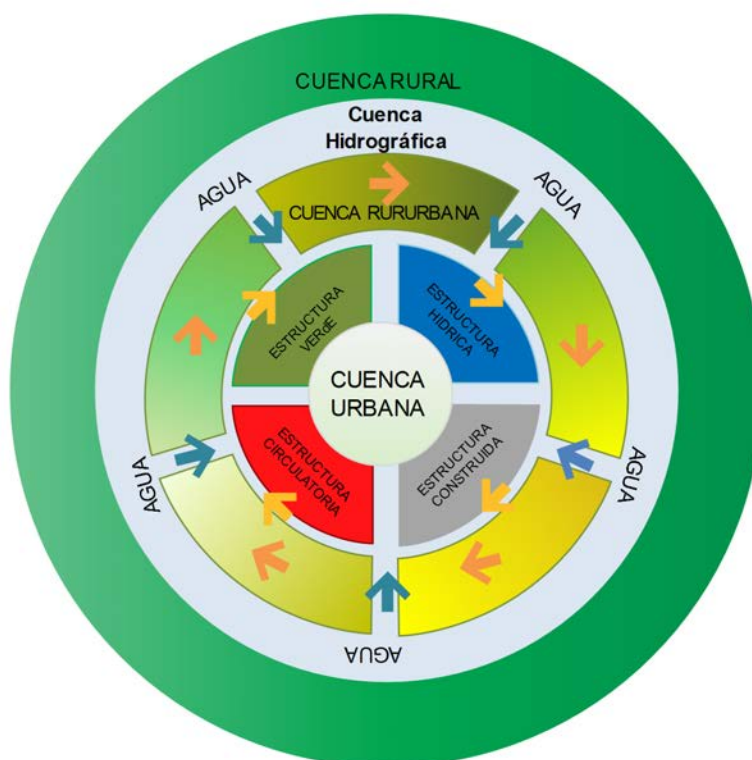 CUENCA RURAL
Cuenca
Hidrográfica
AGUA
AGUA
CUENCA RURURBANA
ESTRUCTURA
VERdE
ESTRUCTURA
HIDRICA
CUENCA
URBANA
ESTRUCTURA
CIRCULATORIA
ESTRUCTURA
CONSTRUIDA
AGUA
AGUA
AGUA